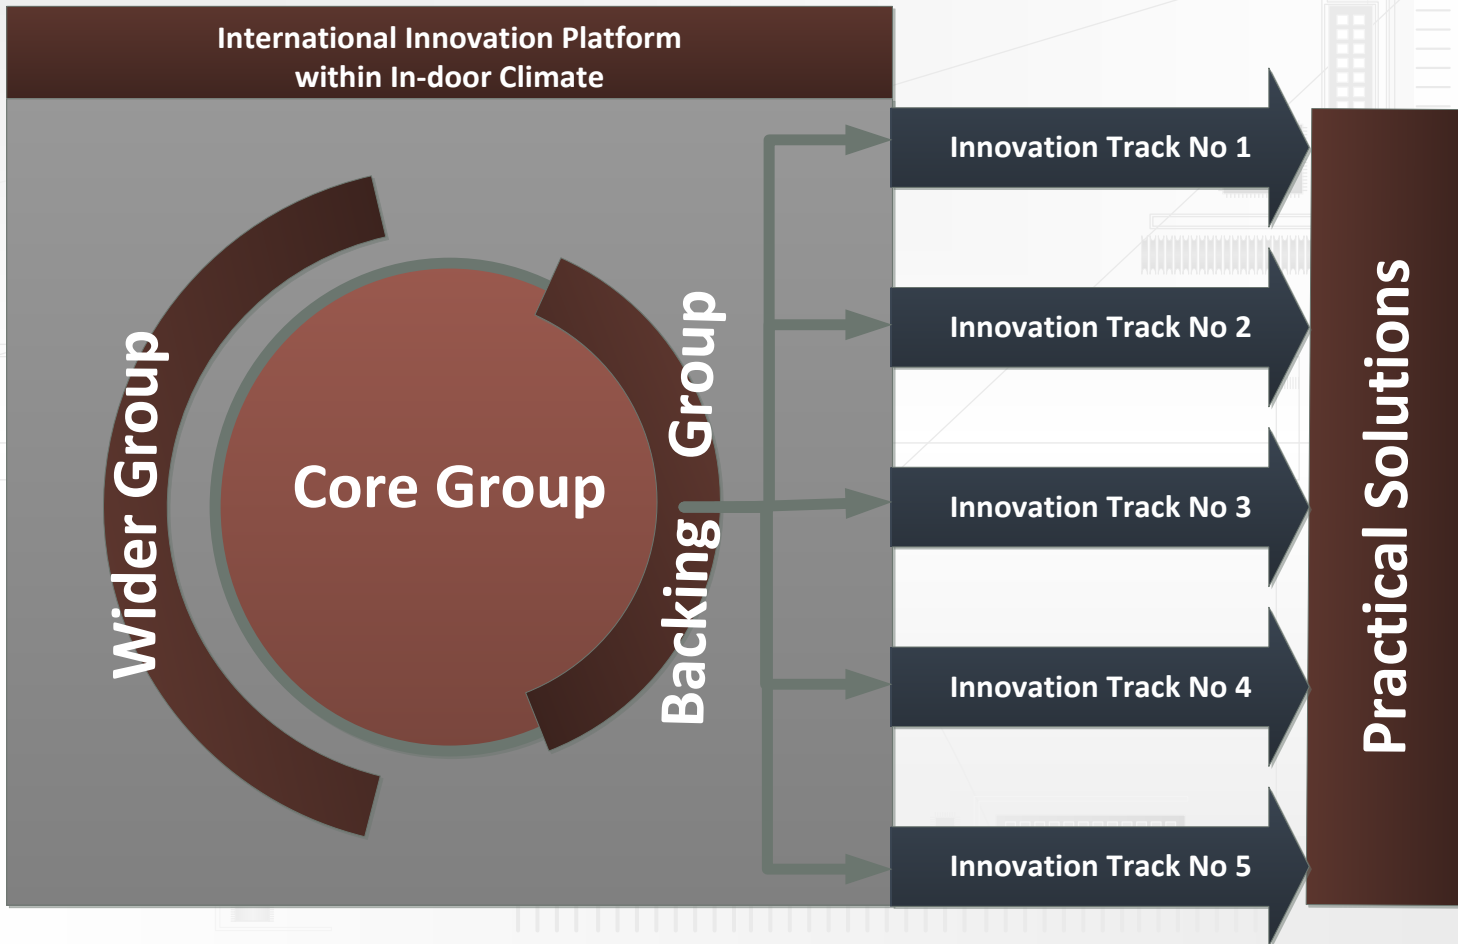 International Innovation Platform
within In-door Climate
Wider Group
Core Group
Backing Group
Innovation Track No 1
Innovation Track No 2
Innovation Track No 3
Innovation Track No 4
Innovation Track No 5
Practical Solutions